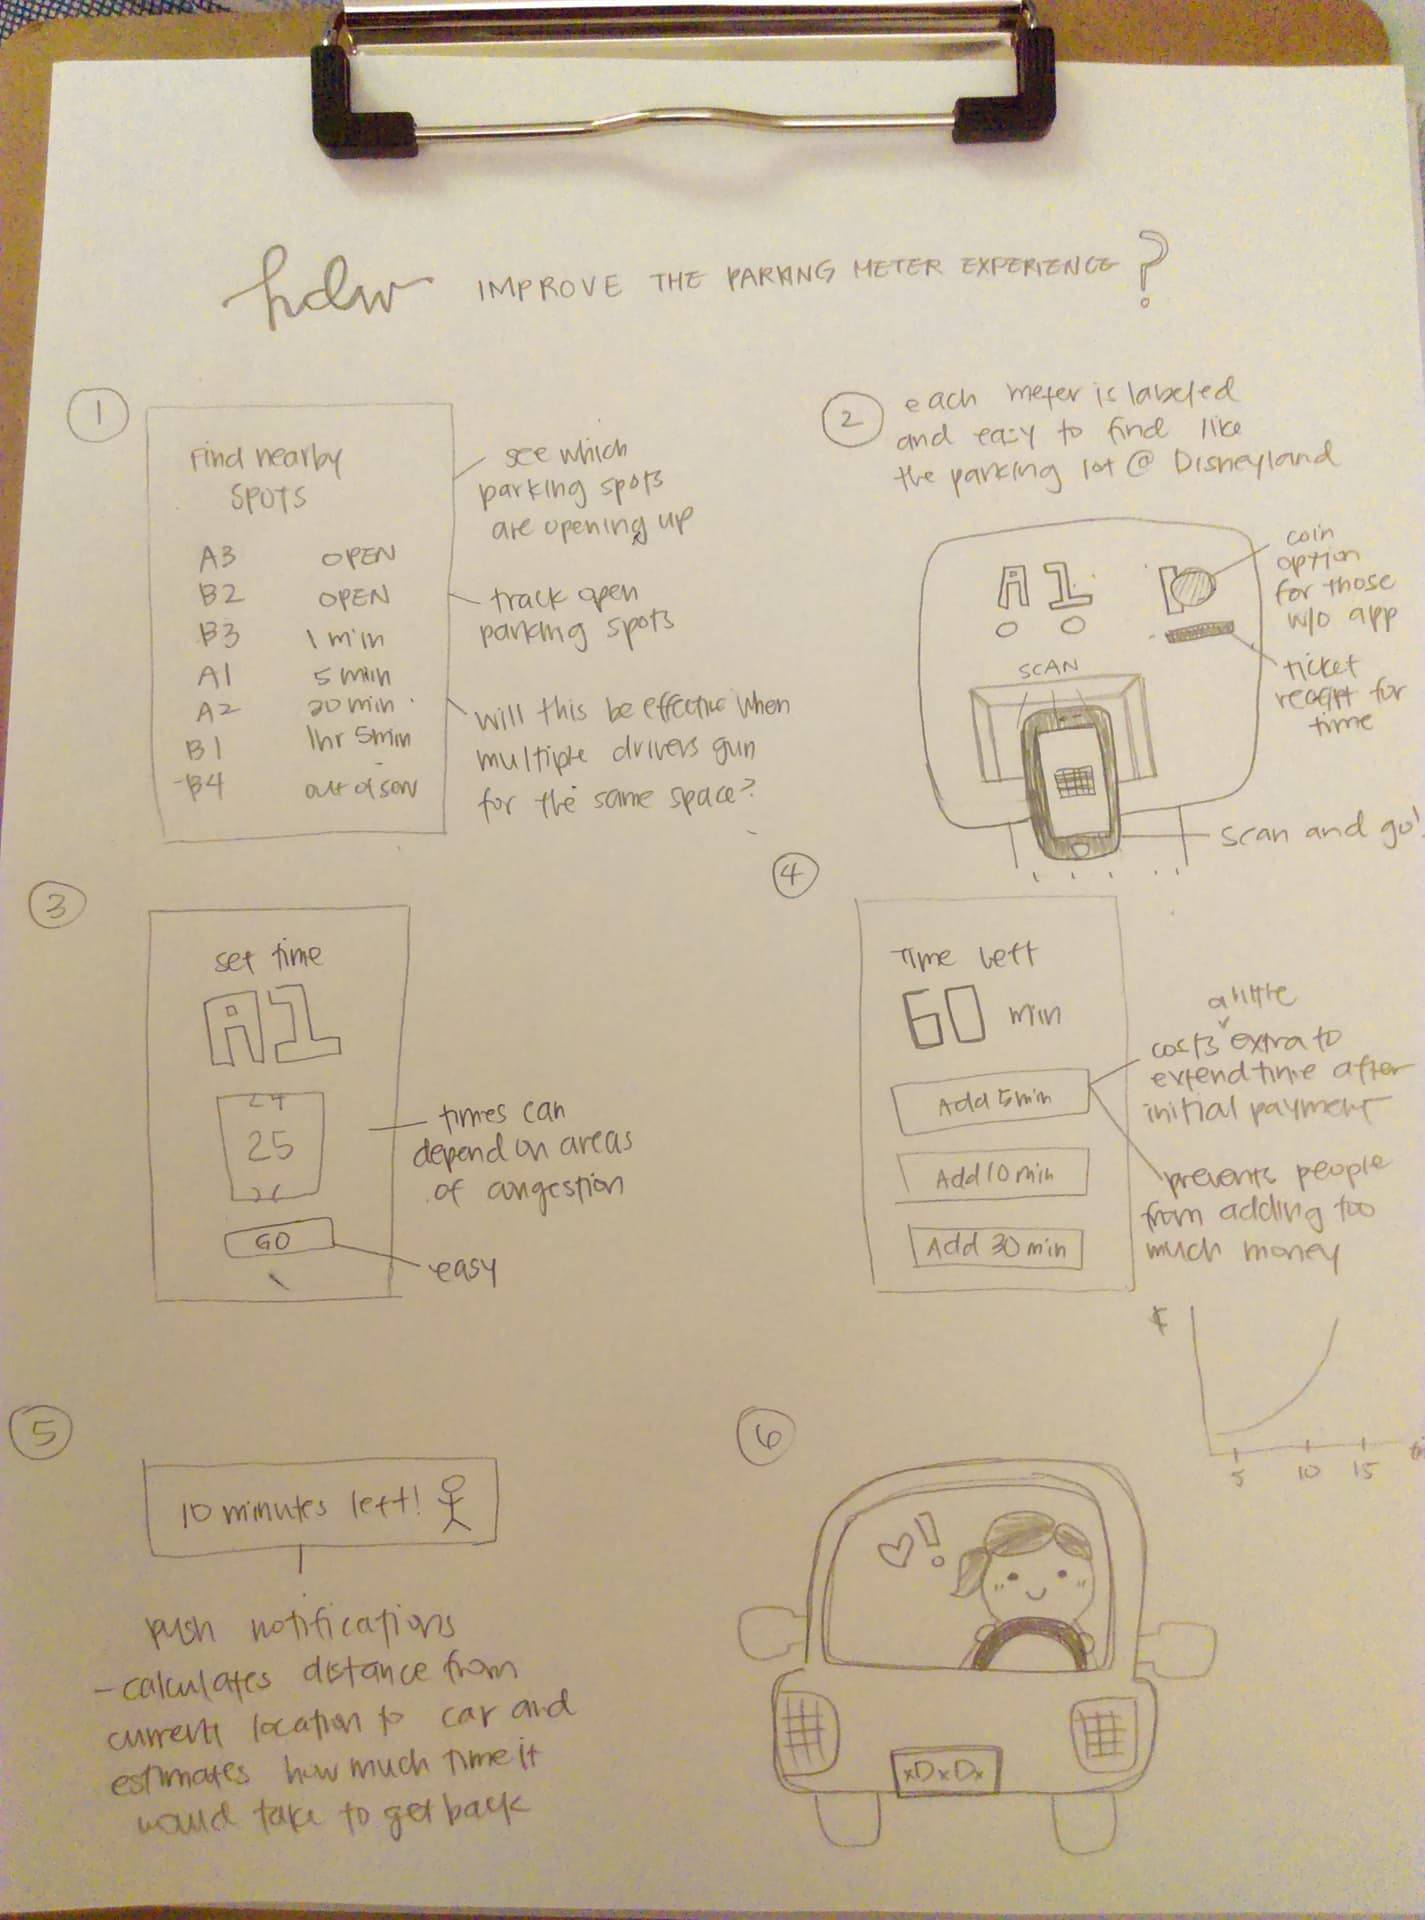 hdw IMPROVE THE PARKING METER EXPERIENCE?
1
Find nearby
SPOTS
A3 OPEN
B2 OPEN
B3 1 min
A1 5 min
A2 20 min
B1 1hr 5min
B4 out of serv
see which
parking spots
are opening up
track open
parking spots
will this be effective when
multiple drivers gun
for the same space?
2
each meter is labeled
and easy to find like
the parking lot @ Disneyland
A1
SCAN
coin
option
for those
w/o app
ticket
receipt for
time
scan and go!
3
set time
A1
24
25
26
GO
times can
depend on areas
of congestion
easy
4
Time left
60 min
Add 5min
Add 10 min
Add 30 min
a little
costs extra to
extend time after
initial payment
prevents people
from adding too
much money
5 10 15
5
10 minutes left!
push notifications
- calculates distance from
current location to car and
estimates how much time it
would take to get back
6
♡!
xDxDx